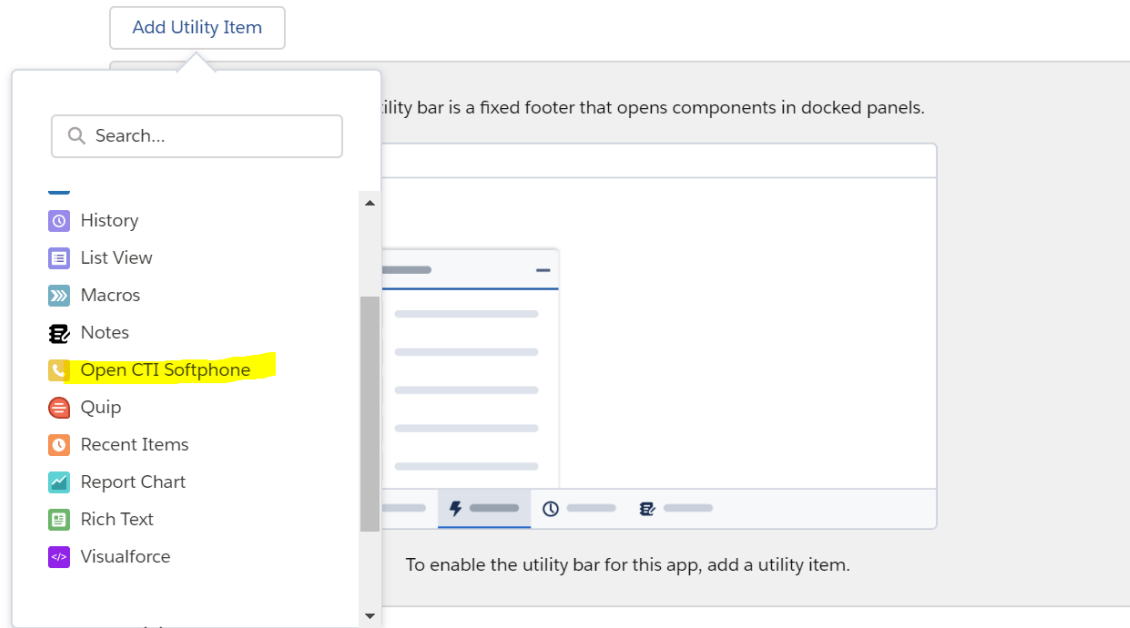 Add Utility Item
ility bar is a fixed footer that opens components in docked panels.
Search...
History
List View
Macros
Notes
Open CTI Softphone
Quip
Recent Items
Report Chart
Rich Text
Visualforce
To enable the utility bar for this app, add a utility item.